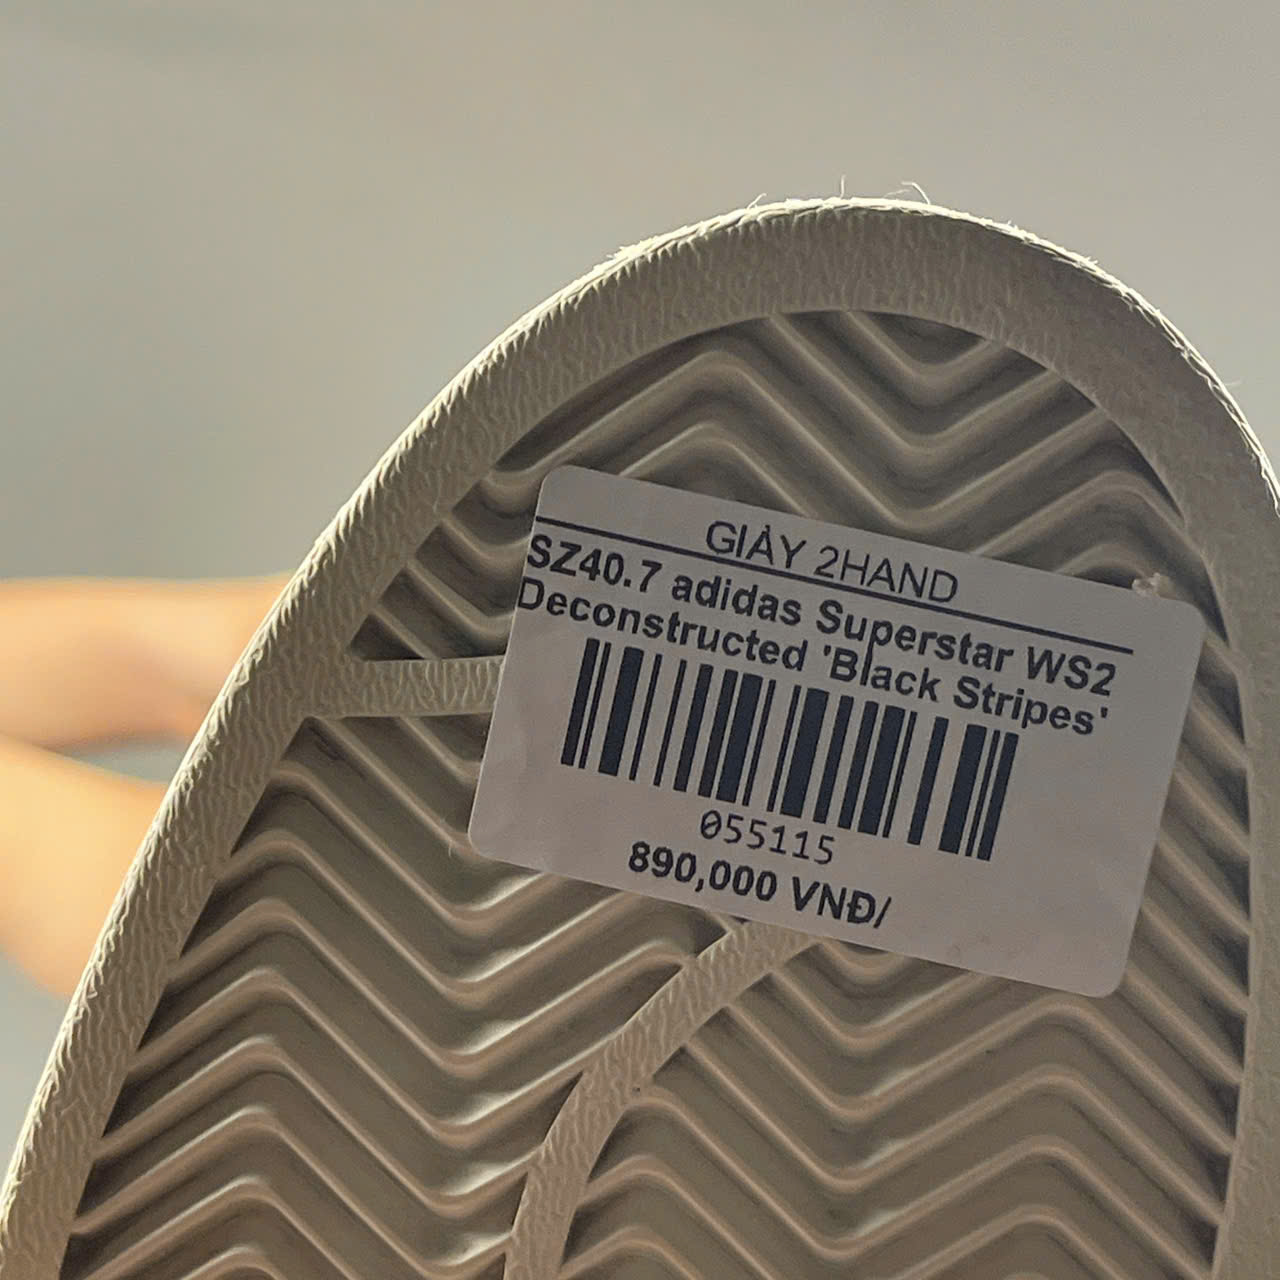 GIÀY 2HAND
SZ40.7 adidas Superstar WS2
Deconstructed 'Black Stripes'
055115
890,000 VNĐ/